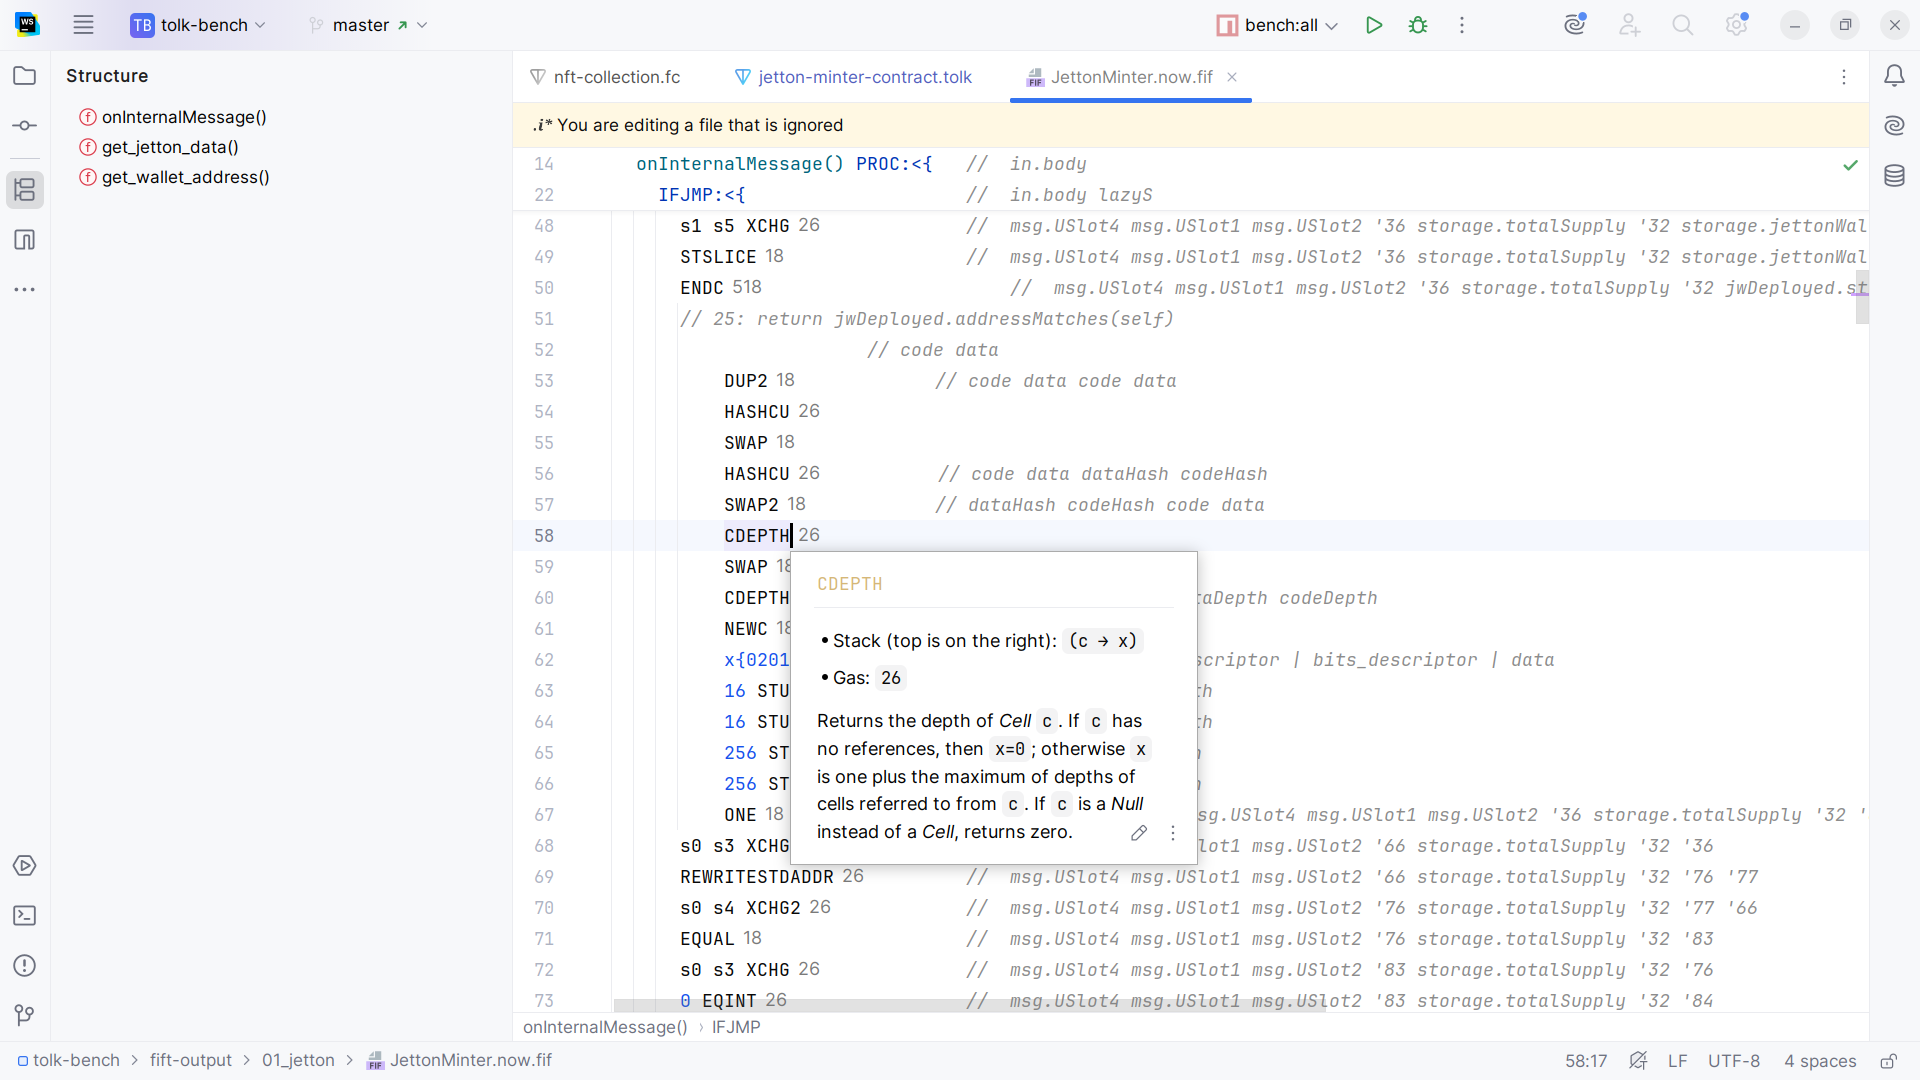 WS
TB tolk-bench
master
bench:all
Structure
onInternalMessage()
get_jetton_data()
get_wallet_address()
nft-collection.fc
jetton-minter-contract.tolk
JettonMinter.now.fif
.i* You are editing a file that is ignored
14 onInternalMessage() PROC:<{ // in.body
22 IFJMP:<{ // in.body lazyS
48 s1 s5 XCHG 26 // msg.USlot4 msg.USlot1 msg.USlot2 '36 storage.totalSupply '32 storage.jettonWal
49 STSLICE 18 // msg.USlot4 msg.USlot1 msg.USlot2 '36 storage.totalSupply '32 storage.jettonWal
50 ENDC 518 // msg.USlot4 msg.USlot1 msg.USlot2 '36 storage.totalSupply '32 jwDeployed.st
51 // 25: return jwDeployed.addressMatches(self)
52 // code data
53 DUP2 18 // code data code data
54 HASHCU 26
55 SWAP 18
56 HASHCU 26 // code data dataHash codeHash
57 SWAP2 18 // dataHash codeHash code data
58 CDEPTH 26
59 SWAP 18
60 CDEPTH taDepth codeDepth
61 NEWC 18
62 x{0201 scriptor | bits_descriptor | data
63 16 STU th
64 16 STU th
65 256 ST
66 256 ST
67 ONE 18 sg.USlot4 msg.USlot1 msg.USlot2 '36 storage.totalSupply '32 '
68 s0 s3 XCHG lot1 msg.USlot2 '66 storage.totalSupply '32 '36
69 REWRITESTDADDR 26 // msg.USlot4 msg.USlot1 msg.USlot2 '66 storage.totalSupply '32 '76 '77
70 s0 s4 XCHG2 26 // msg.USlot4 msg.USlot1 msg.USlot2 '76 storage.totalSupply '32 '77 '66
71 EQUAL 18 // msg.USlot4 msg.USlot1 msg.USlot2 '76 storage.totalSupply '32 '83
72 s0 s3 XCHG 26 // msg.USlot4 msg.USlot1 msg.USlot2 '83 storage.totalSupply '32 '76
73 0 EQINT 26 // msg.USlot4 msg.USlot1 msg.USlot2 '83 storage.totalSupply '32 '84
CDEPTH
• Stack (top is on the right): (c → x)
• Gas: 26
Returns the depth of Cell c. If c has
no references, then x=0; otherwise x
is one plus the maximum of depths of
cells referred to from c. If c is a Null
instead of a Cell, returns zero.
onInternalMessage() › IFJMP
tolk-bench › fift-output › 01_jetton › JettonMinter.now.fif
58:17 LF UTF-8 4 spaces